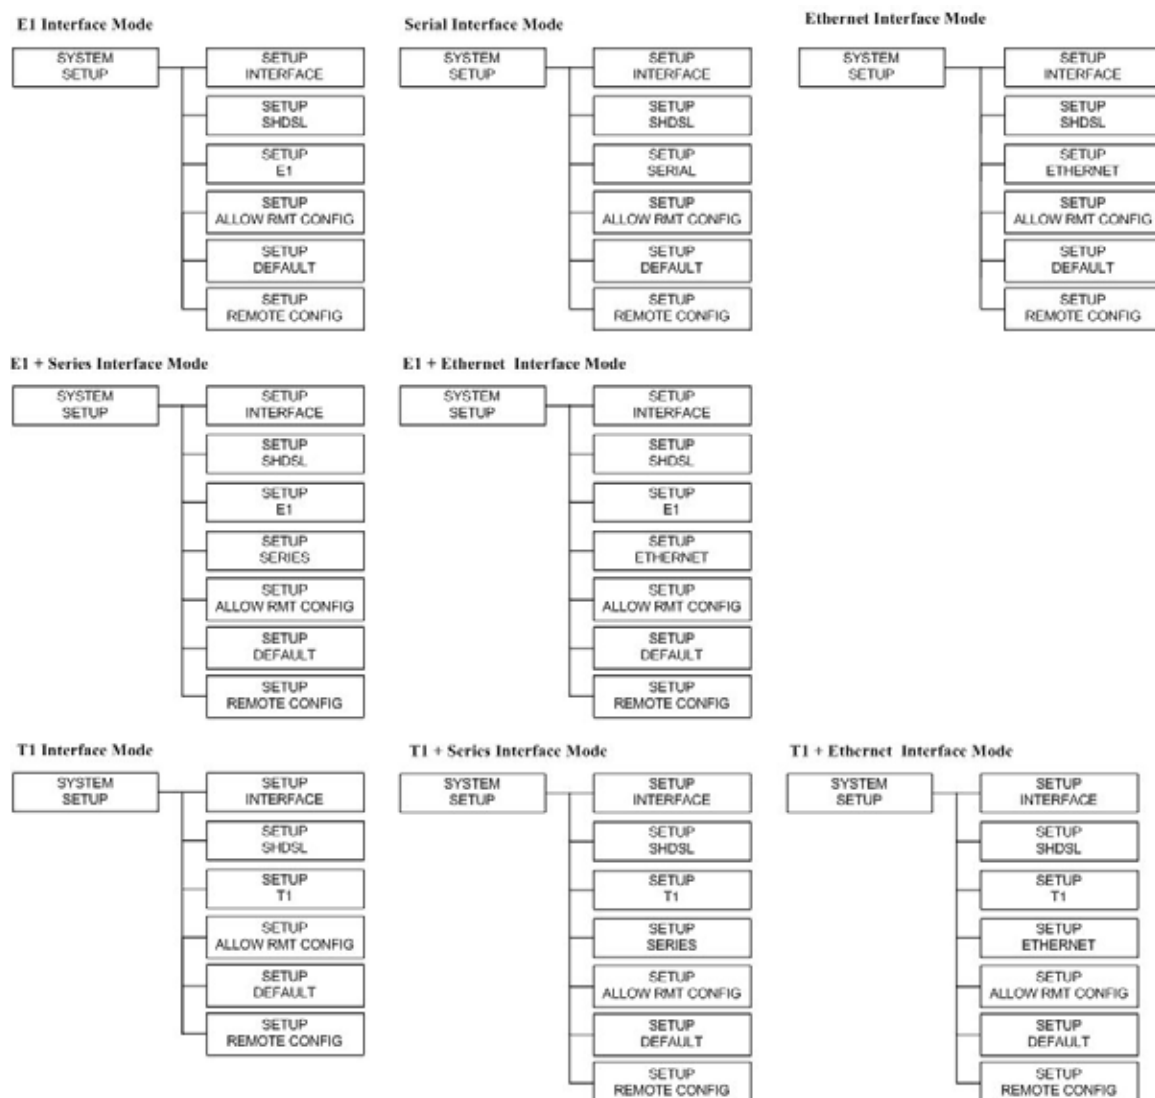 E1 Interface Mode
SYSTEM
SETUP
SETUP
INTERFACE
SETUP
SHDSL
SETUP
E1
SETUP
ALLOW RMT CONFIG
SETUP
DEFAULT
SETUP
REMOTE CONFIG
Serial Interface Mode
SYSTEM
SETUP
SETUP
INTERFACE
SETUP
SHDSL
SETUP
SERIAL
SETUP
ALLOW RMT CONFIG
SETUP
DEFAULT
SETUP
REMOTE CONFIG
Ethernet Interface Mode
SYSTEM
SETUP
SETUP
INTERFACE
SETUP
SHDSL
SETUP
ETHERNET
SETUP
ALLOW RMT CONFIG
SETUP
DEFAULT
SETUP
REMOTE CONFIG
E1 + Series Interface Mode
SYSTEM
SETUP
SETUP
INTERFACE
SETUP
SHDSL
SETUP
E1
SETUP
SERIES
SETUP
ALLOW RMT CONFIG
SETUP
DEFAULT
SETUP
REMOTE CONFIG
E1 + Ethernet Interface Mode
SYSTEM
SETUP
SETUP
INTERFACE
SETUP
SHDSL
SETUP
E1
SETUP
ETHERNET
SETUP
ALLOW RMT CONFIG
SETUP
DEFAULT
SETUP
REMOTE CONFIG
T1 Interface Mode
SYSTEM
SETUP
SETUP
INTERFACE
SETUP
SHDSL
SETUP
T1
SETUP
ALLOW RMT CONFIG
SETUP
DEFAULT
SETUP
REMOTE CONFIG
T1 + Series Interface Mode
SYSTEM
SETUP
SETUP
INTERFACE
SETUP
SHDSL
SETUP
T1
SETUP
SERIES
SETUP
ALLOW RMT CONFIG
SETUP
DEFAULT
SETUP
REMOTE CONFIG
T1 + Ethernet Interface Mode
SYSTEM
SETUP
SETUP
INTERFACE
SETUP
SHDSL
SETUP
T1
SETUP
ETHERNET
SETUP
ALLOW RMT CONFIG
SETUP
DEFAULT
SETUP
REMOTE CONFIG